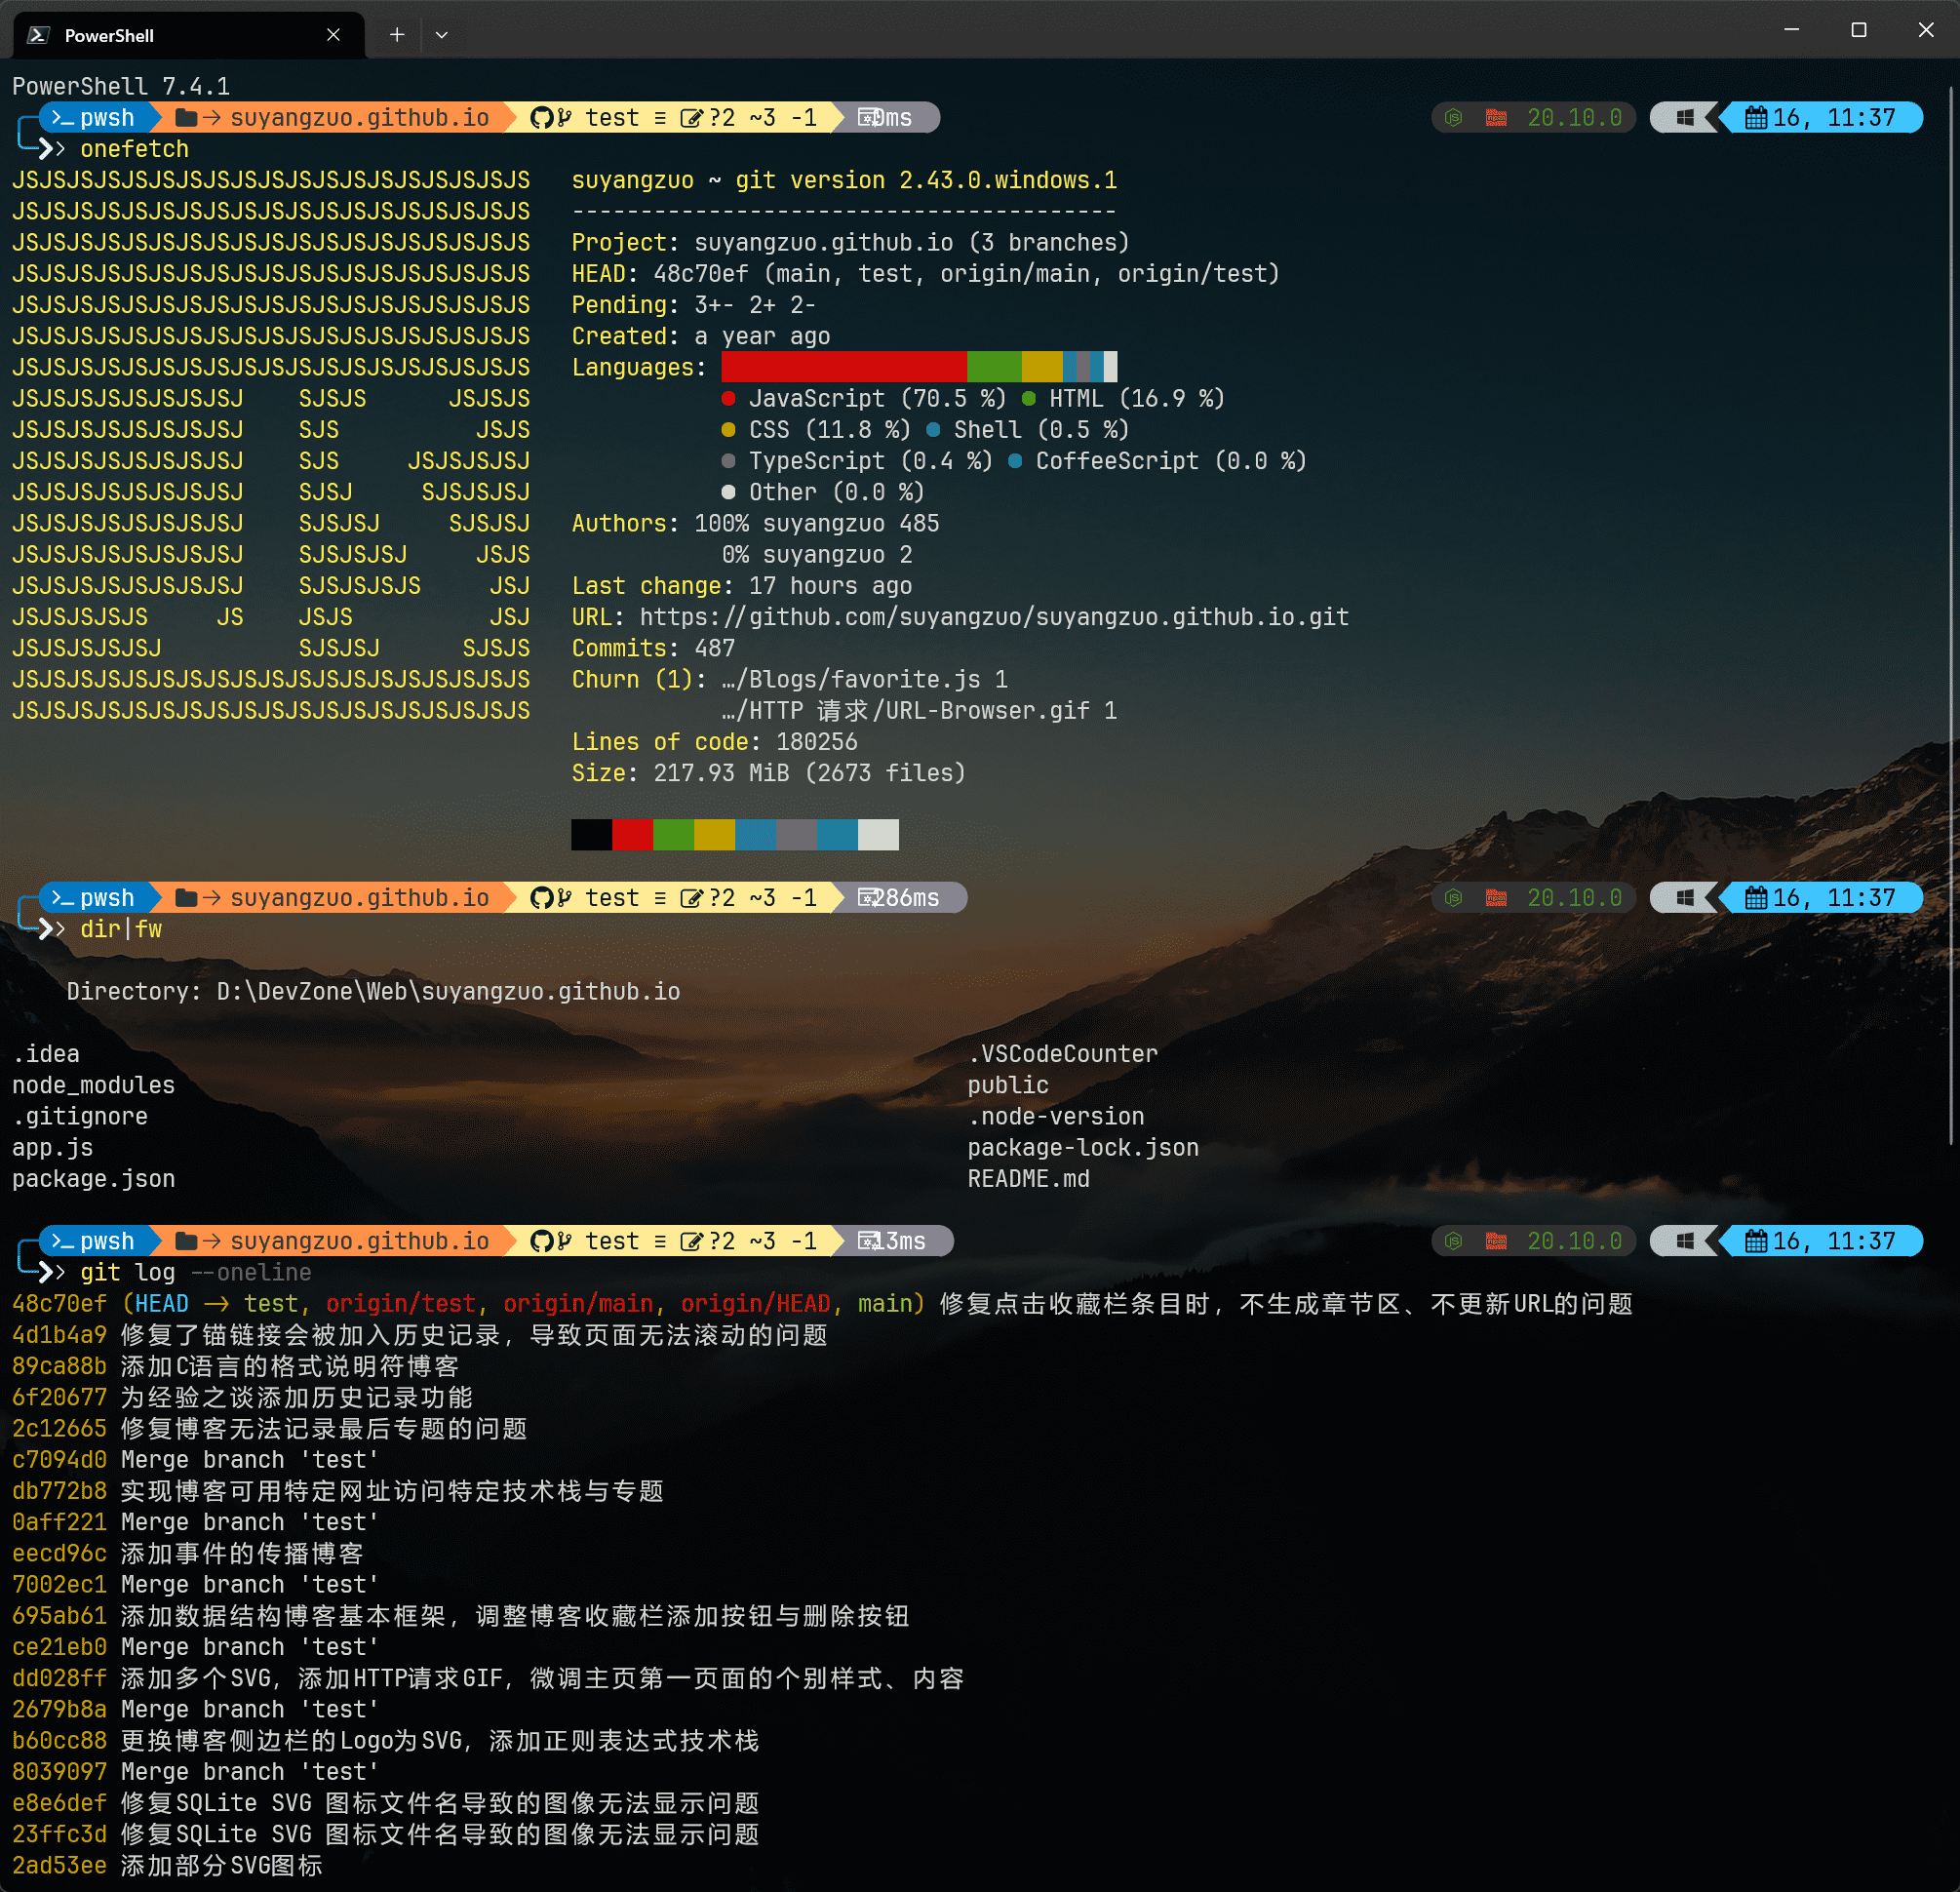 PowerShell
PowerShell 7.4.1
pwsh suyangzuo.github.io test ≡ ?2 ~3 -1 0ms 20.10.0 16, 11:37
onefetch
JSJSJSJSJSJSJSJSJSJSJSJSJSJSJSJSJSJSJS suyangzuo ~ git version 2.43.0.windows.1
JSJSJSJSJSJSJSJSJSJSJSJSJSJSJSJSJSJSJS ----------------------------------------
JSJSJSJSJSJSJSJSJSJSJSJSJSJSJSJSJSJSJS Project: suyangzuo.github.io (3 branches)
JSJSJSJSJSJSJSJSJSJSJSJSJSJSJSJSJSJSJS HEAD: 48c70ef (main, test, origin/main, origin/test)
JSJSJSJSJSJSJSJSJSJSJSJSJSJSJSJSJSJSJS Pending: 3+- 2+ 2-
JSJSJSJSJSJSJSJSJSJSJSJSJSJSJSJSJSJSJS Created: a year ago
JSJSJSJSJSJSJSJSJSJSJSJSJSJSJSJSJSJSJS Languages:
JSJSJSJSJSJSJSJSJ    SJSJS      JSJSJS ● JavaScript (70.5 %) ● HTML (16.9 %)
JSJSJSJSJSJSJSJSJ    SJS          JSJS ● CSS (11.8 %) ● Shell (0.5 %)
JSJSJSJSJSJSJSJSJ    SJS     JSJSJSJSJ ● TypeScript (0.4 %) ● CoffeeScript (0.0 %)
JSJSJSJSJSJSJSJSJ    SJSJ     SJSJSJSJ ● Other (0.0 %)
JSJSJSJSJSJSJSJSJ    SJSJSJ     SJSJSJ Authors: 100% suyangzuo 485
JSJSJSJSJSJSJSJSJ    SJSJSJSJ     JSJS 0% suyangzuo 2
JSJSJSJSJSJSJSJSJ    SJSJSJSJS     JSJ Last change: 17 hours ago
JSJSJSJSJS     JS    JSJS          JSJ URL: https://github.com/suyangzuo/suyangzuo.github.io.git
JSJSJSJSJSJ          SJSJSJ      SJSJS Commits: 487
JSJSJSJSJSJSJSJSJSJSJSJSJSJSJSJSJSJSJS Churn (1): …/Blogs/favorite.js 1
JSJSJSJSJSJSJSJSJSJSJSJSJSJSJSJSJSJSJS …/HTTP 请求/URL-Browser.gif 1
Lines of code: 180256
Size: 217.93 MiB (2673 files)
pwsh suyangzuo.github.io test ≡ ?2 ~3 -1 286ms 20.10.0 16, 11:37
dir|fw
Directory: D:\DevZone\Web\suyangzuo.github.io
.idea .VSCodeCounter
node_modules public
.gitignore .node-version
app.js package-lock.json
package.json README.md
pwsh suyangzuo.github.io test ≡ ?2 ~3 -1 13ms 20.10.0 16, 11:37
git log --oneline
48c70ef (HEAD -> test, origin/test, origin/main, origin/HEAD, main) 修复点击收藏栏条目时，不生成章节区、不更新URL的问题
4d1b4a9 修复了锚链接会被加入历史记录，导致页面无法滚动的问题
89ca88b 添加C语言的格式说明符博客
6f20677 为经验之谈添加历史记录功能
2c12665 修复博客无法记录最后专题的问题
c7094d0 Merge branch 'test'
db772b8 实现博客可用特定网址访问特定技术栈与专题
0aff221 Merge branch 'test'
eecd96c 添加事件的传播博客
7002ec1 Merge branch 'test'
695ab61 添加数据结构博客基本框架，调整博客收藏栏添加按钮与删除按钮
ce21eb0 Merge branch 'test'
dd028ff 添加多个SVG，添加HTTP请求GIF，微调主页第一页面的个别样式、内容
2679b8a Merge branch 'test'
b60cc88 更换博客侧边栏的Logo为SVG，添加正则表达式技术栈
8039097 Merge branch 'test'
e8e6def 修复SQLite SVG 图标文件名导致的图像无法显示问题
23ffc3d 修复SQLite SVG 图标文件名导致的图像无法显示问题
2ad53ee 添加部分SVG图标